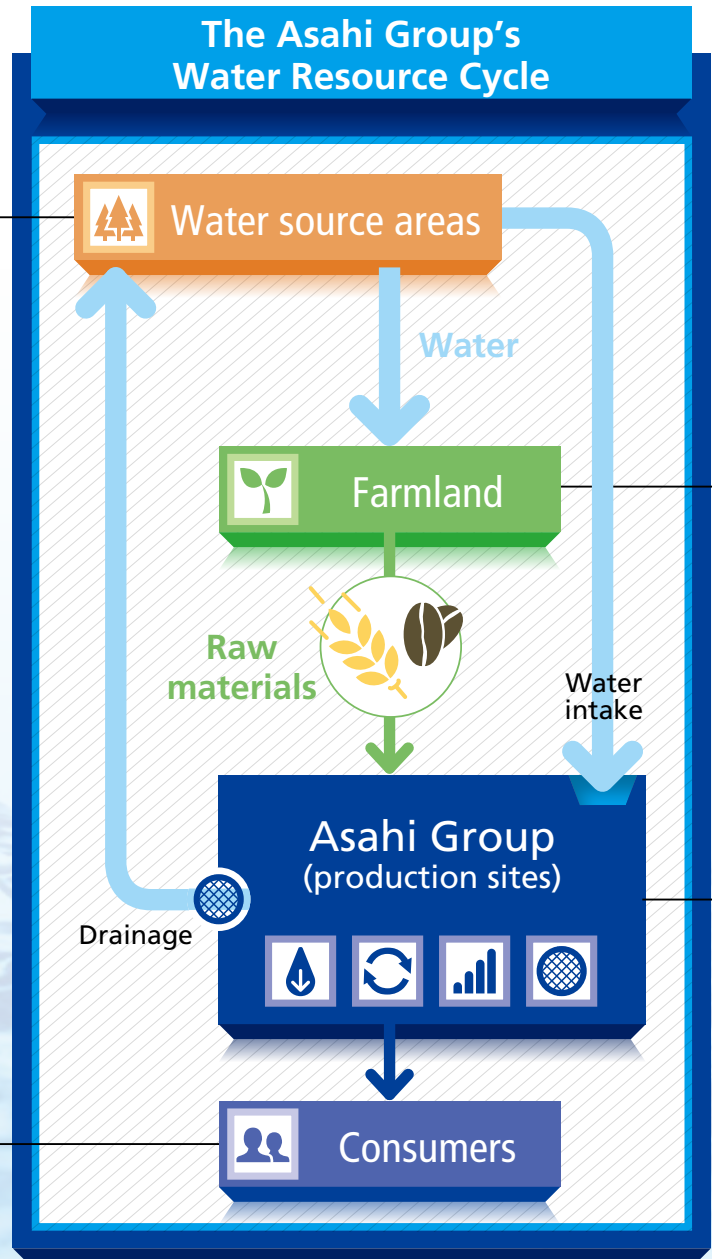 The Asahi Group’s
Water Resource Cycle
Water source areas
Water
Farmland
Raw
materials
Water
intake
Asahi Group
(production sites)
Drainage
Consumers